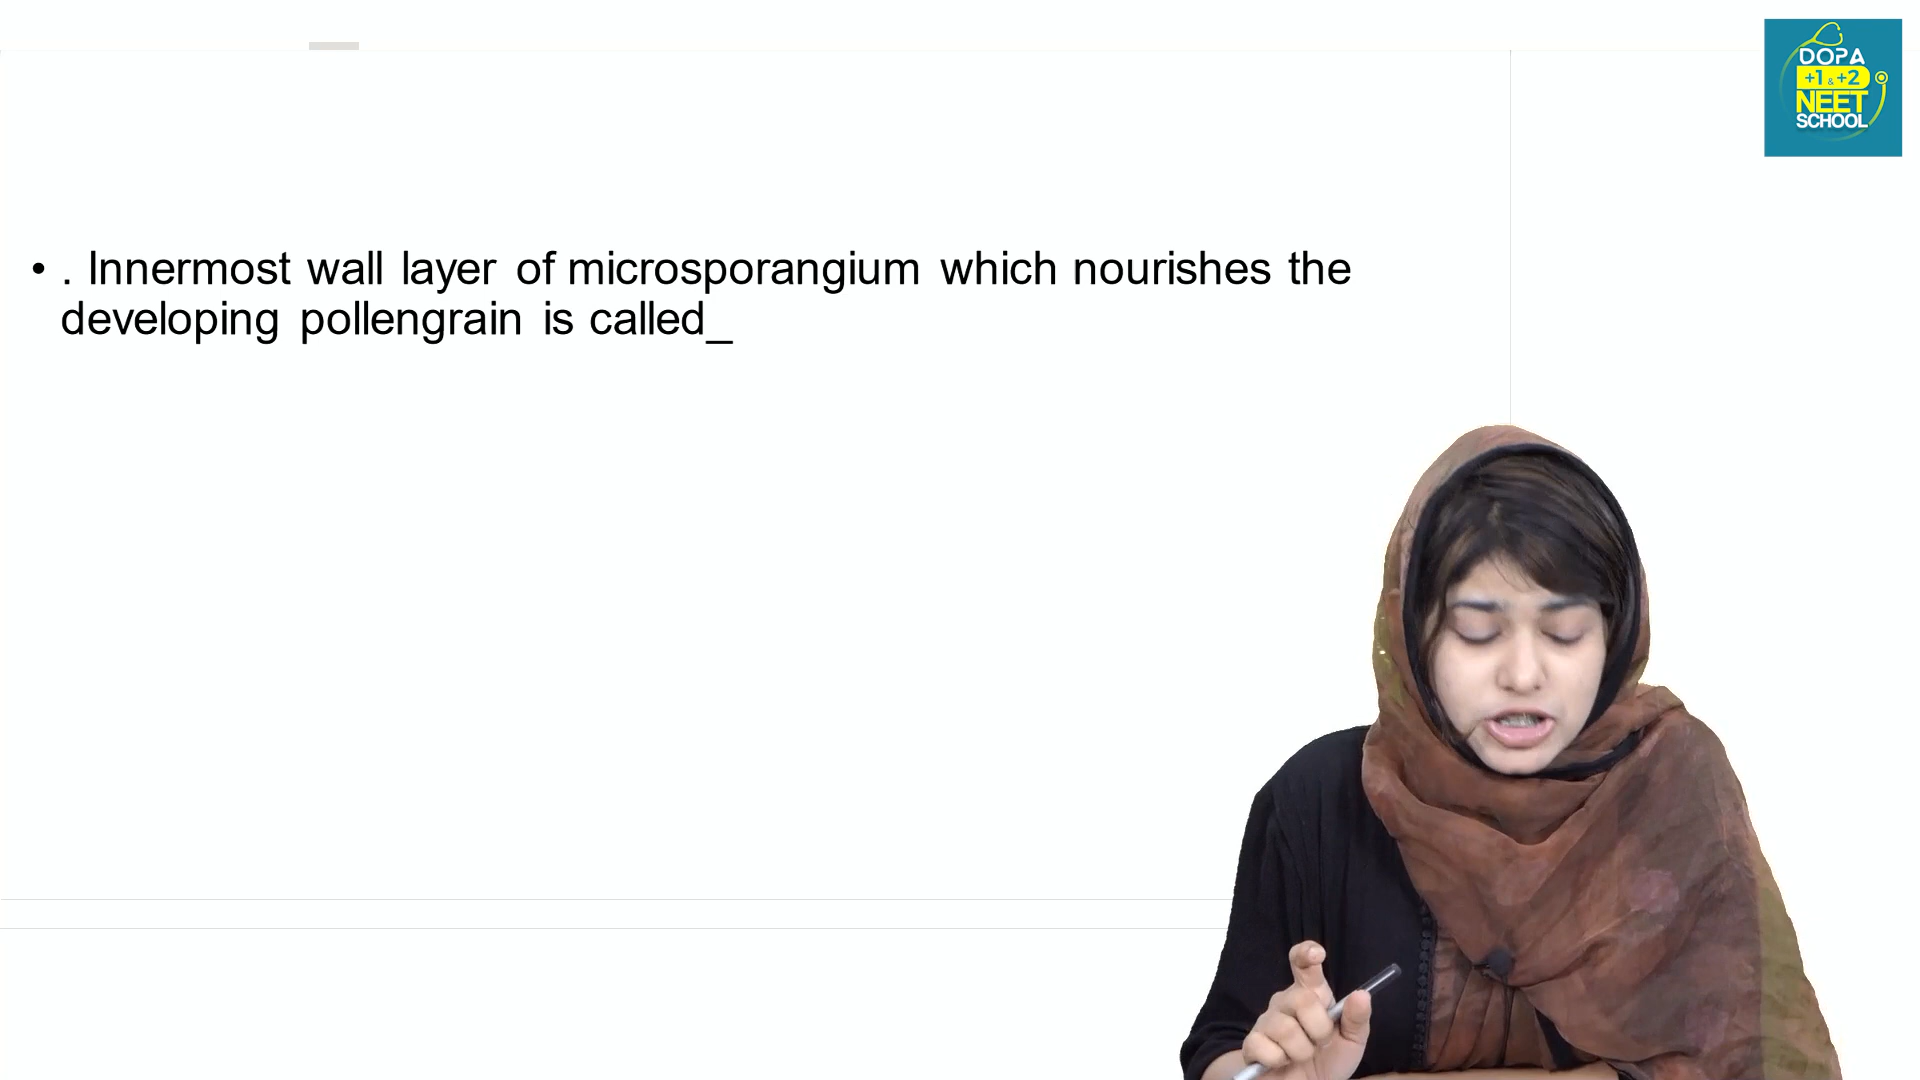 DOPA
+1 & +2
NEET
SCHOOL
• . Innermost wall layer of microsporangium which nourishes the
developing pollengrain is called_